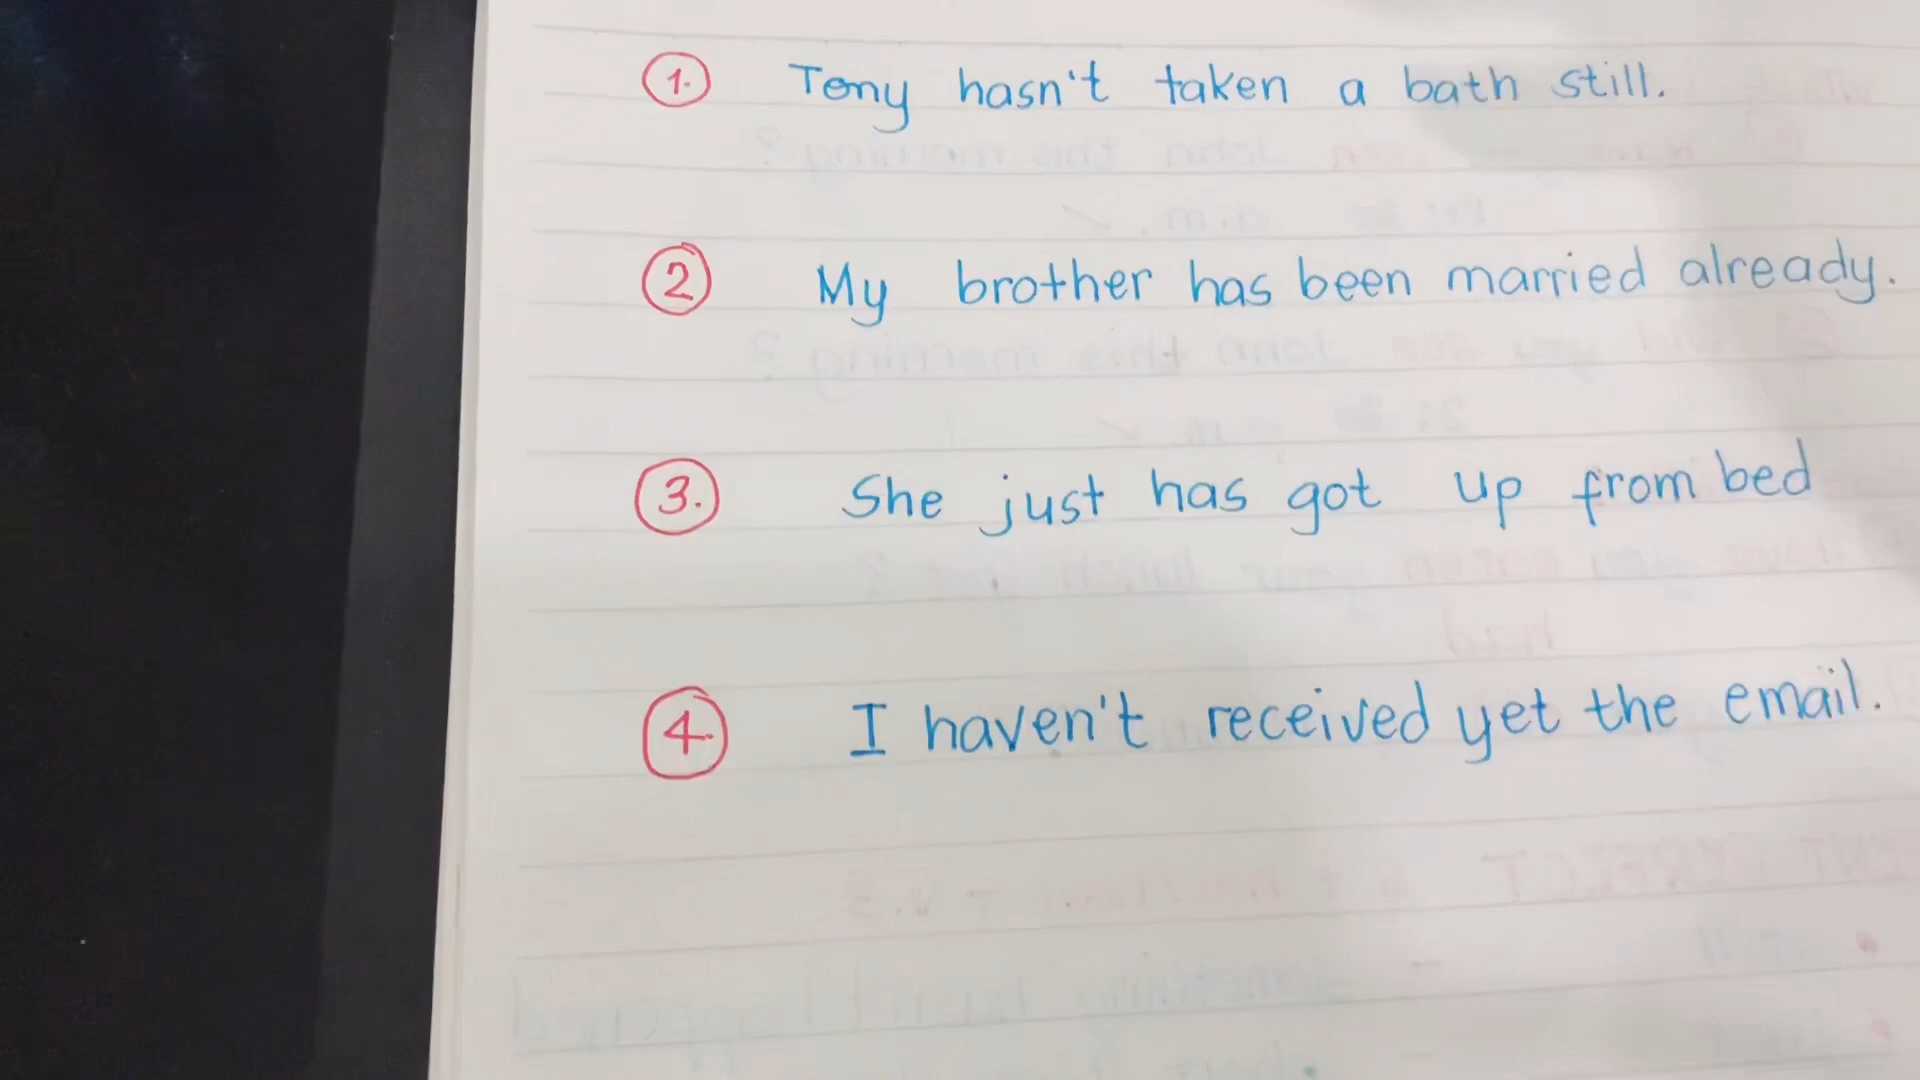 1. Tony hasn't taken a bath still.
2 My brother has been married already.
3. She just has got up from bed
4. I haven't received yet the email.